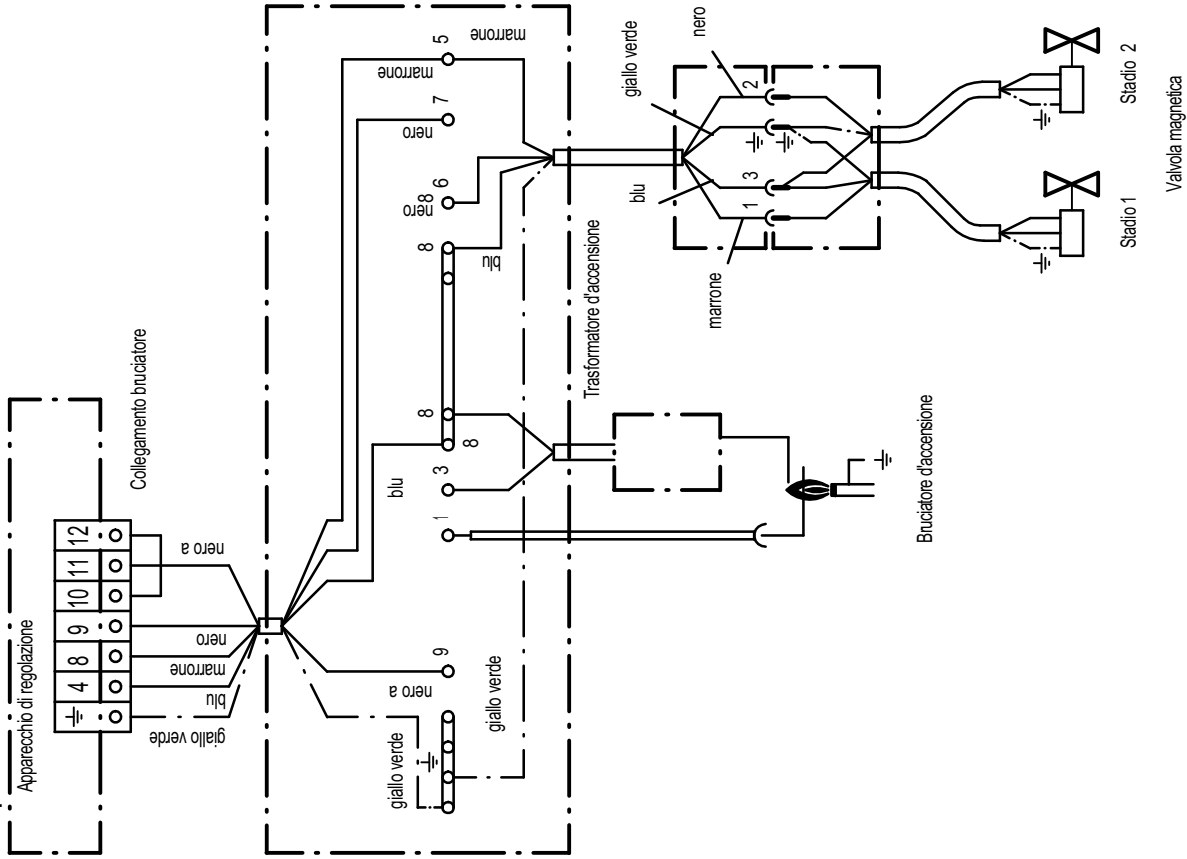 Apparecchio di regolazione
4
8
9
10
11
12
Collegamento bruciatore
giallo verde
blu
marrone
nero
nero a
giallo verde
nero a
9
giallo verde
1
3
blu
8
8
8
blu
nero
8
6
nero
7
marrone
5
marrone
Trasformatore d'accensione
Bruciatore d'accensione
marrone
blu
giallo verde
nero
1
3
2
Stadio 1
Stadio 2
Valvola magnetica